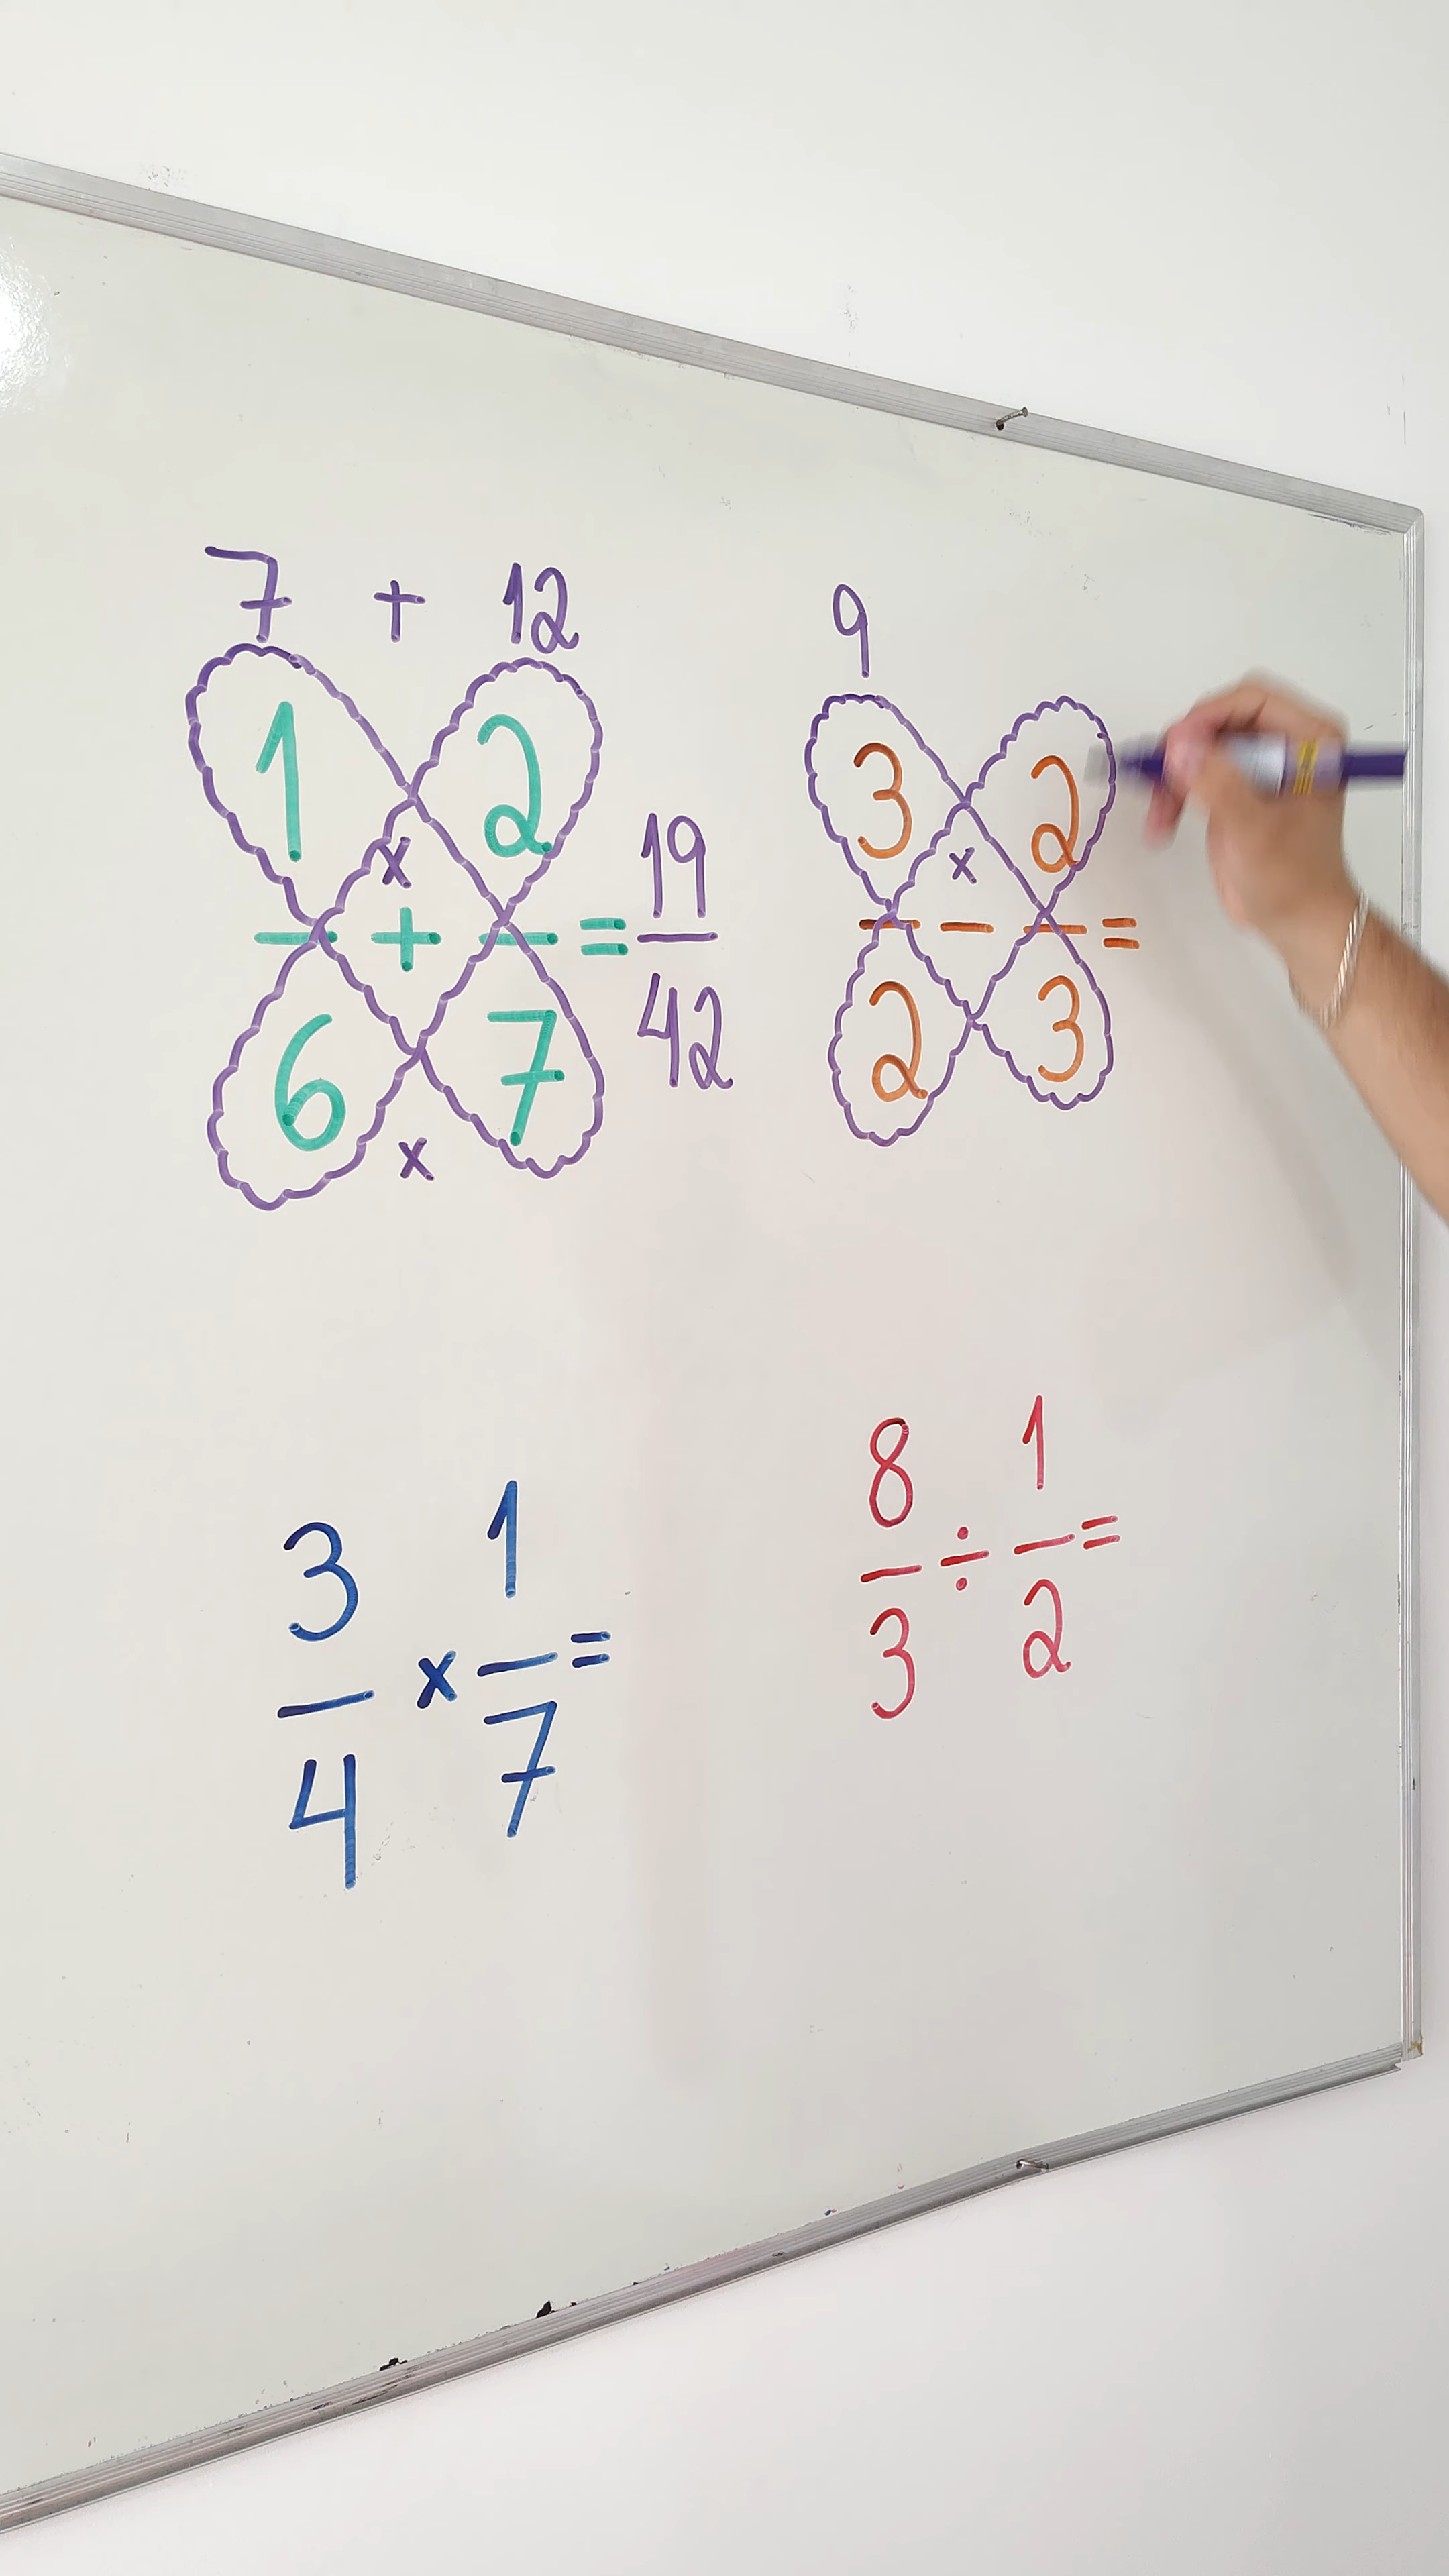 7 + 12
1 2
x
— + — = 19/42
6 7
x
9
3 2
x
— − — =
2 3
3/4 x 1/7 =
8/3 ÷ 1/2 =